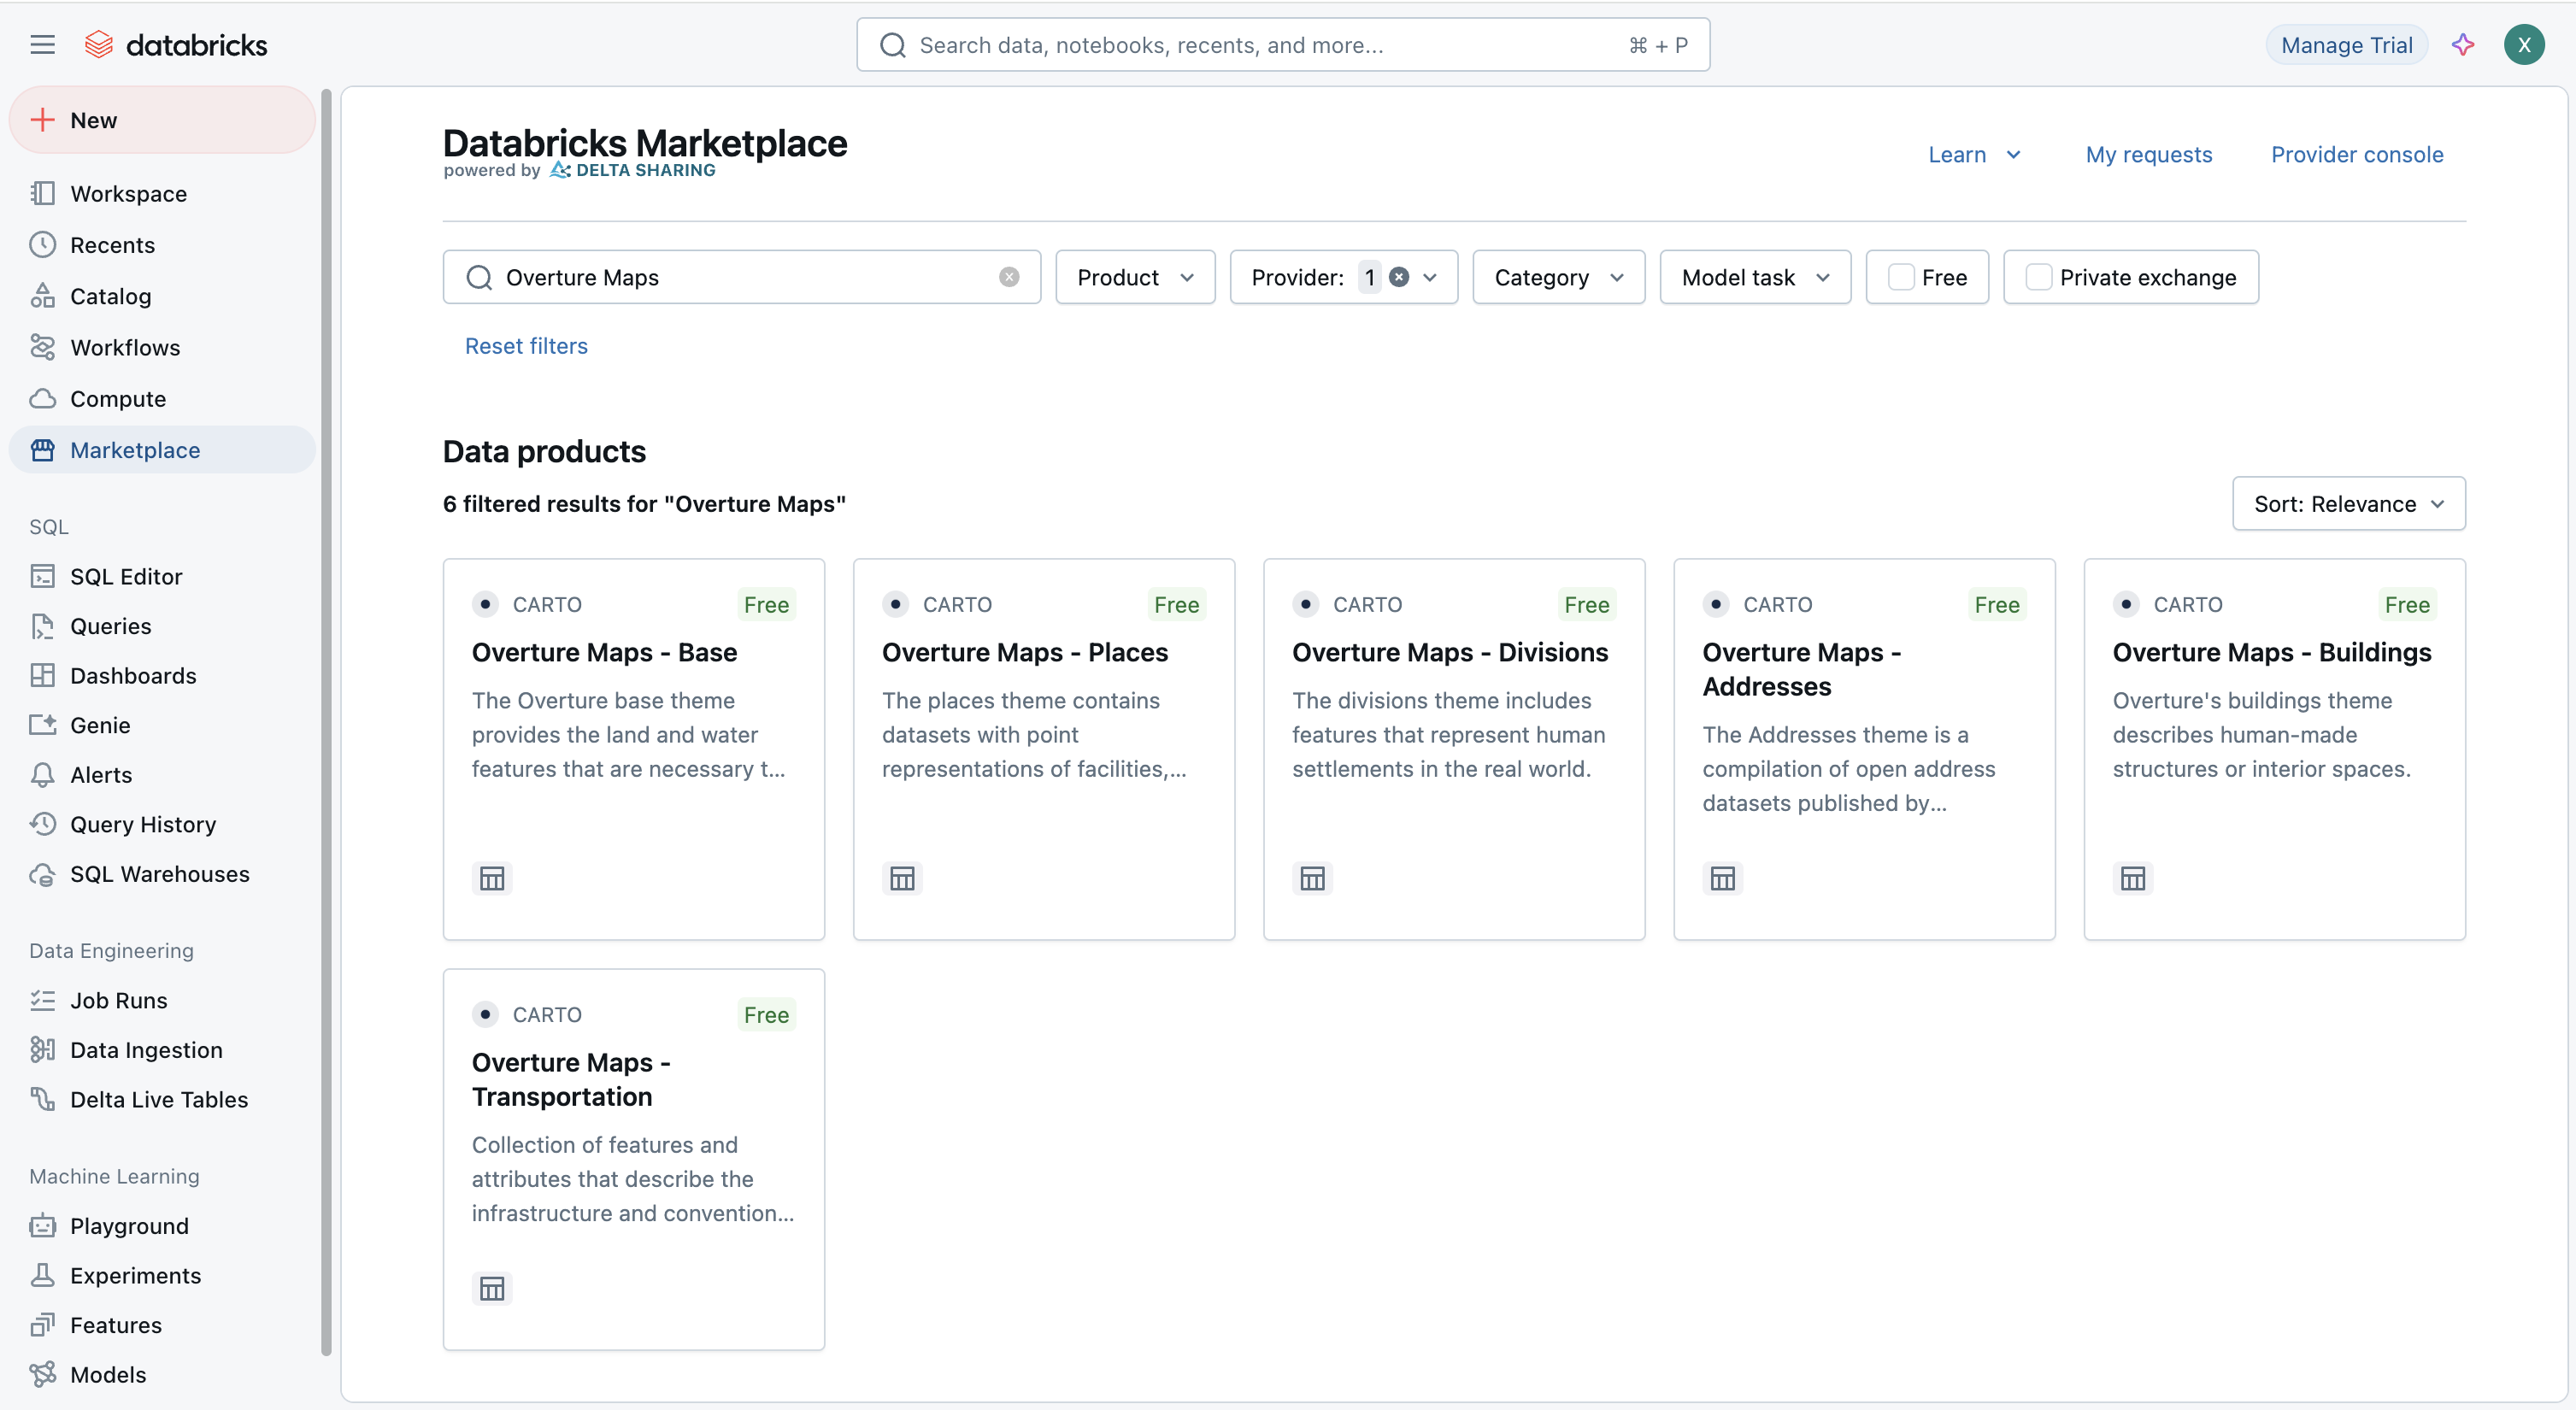 databricks
Search data, notebooks, recents, and more...
⌘ + P
Manage Trial
X
New
Workspace
Recents
Catalog
Workflows
Compute
Marketplace
SQL
SQL Editor
Queries
Dashboards
Genie
Alerts
Query History
SQL Warehouses
Data Engineering
Job Runs
Data Ingestion
Delta Live Tables
Machine Learning
Playground
Experiments
Features
Models
Databricks Marketplace
powered by DELTA SHARING
Learn
My requests
Provider console
Overture Maps
Product
Provider: 1
Category
Model task
Free
Private exchange
Reset filters
Data products
6 filtered results for "Overture Maps"
Sort: Relevance
CARTO
Free
Overture Maps - Base
The Overture base theme
provides the land and water
features that are necessary t...
CARTO
Free
Overture Maps - Places
The places theme contains
datasets with point
representations of facilities,...
CARTO
Free
Overture Maps - Divisions
The divisions theme includes
features that represent human
settlements in the real world.
CARTO
Free
Overture Maps -
Addresses
The Addresses theme is a
compilation of open address
datasets published by...
CARTO
Free
Overture Maps - Buildings
Overture's buildings theme
describes human-made
structures or interior spaces.
CARTO
Free
Overture Maps -
Transportation
Collection of features and
attributes that describe the
infrastructure and convention...